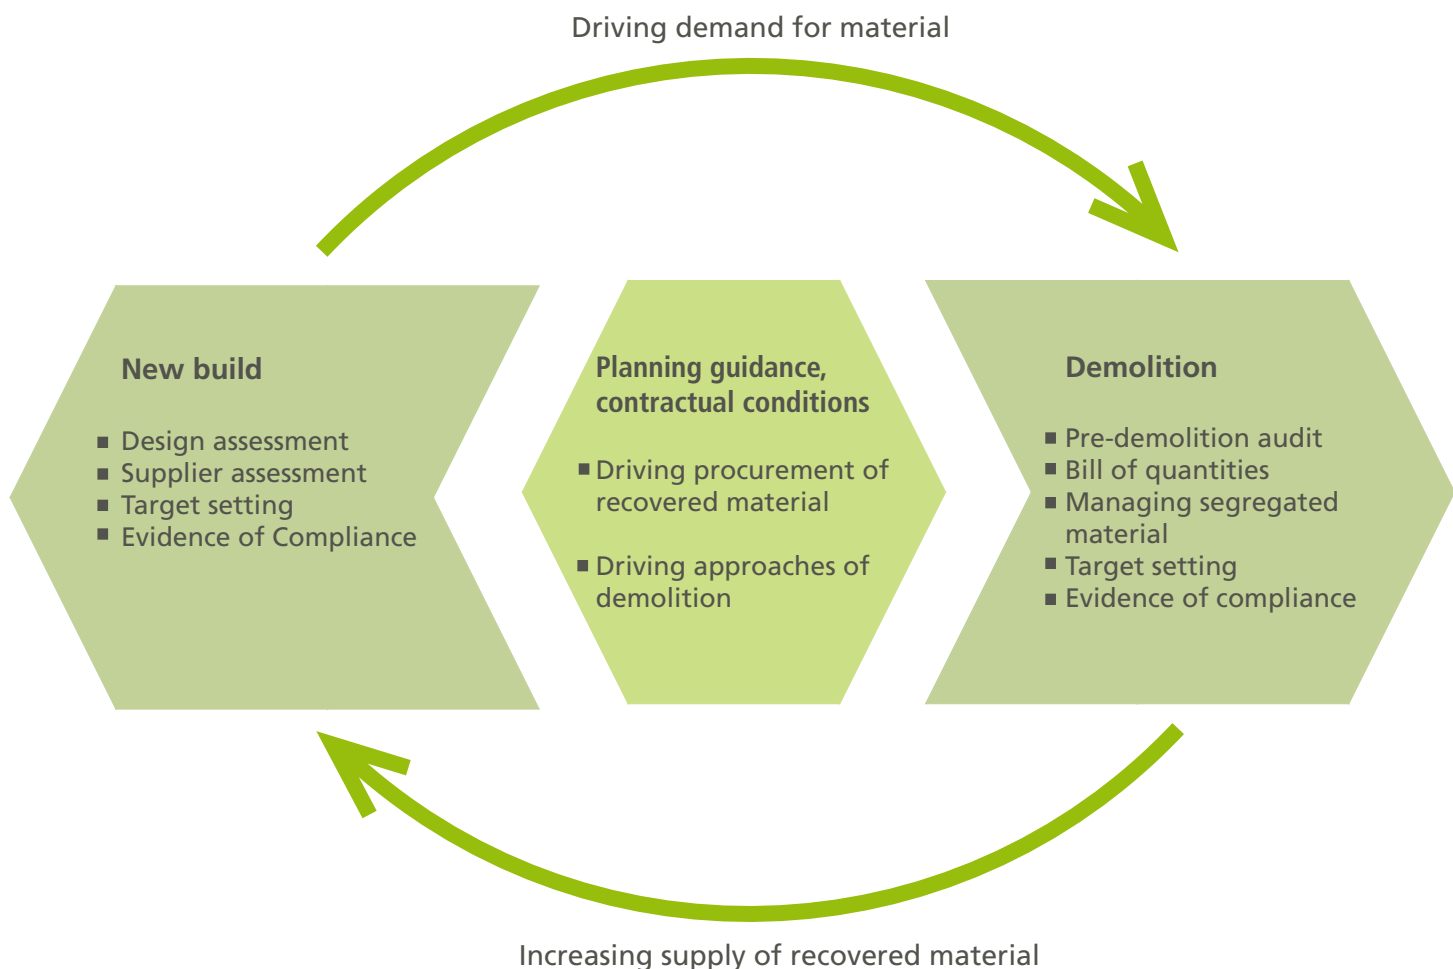 Driving demand for material
New build
■ Design assessment
■ Supplier assessment
■ Target setting
■ Evidence of Compliance
Planning guidance,
contractual conditions
■ Driving procurement of
recovered material
■ Driving approaches of
demolition
Demolition
■ Pre-demolition audit
■ Bill of quantities
■ Managing segregated
material
■ Target setting
■ Evidence of compliance
Increasing supply of recovered material